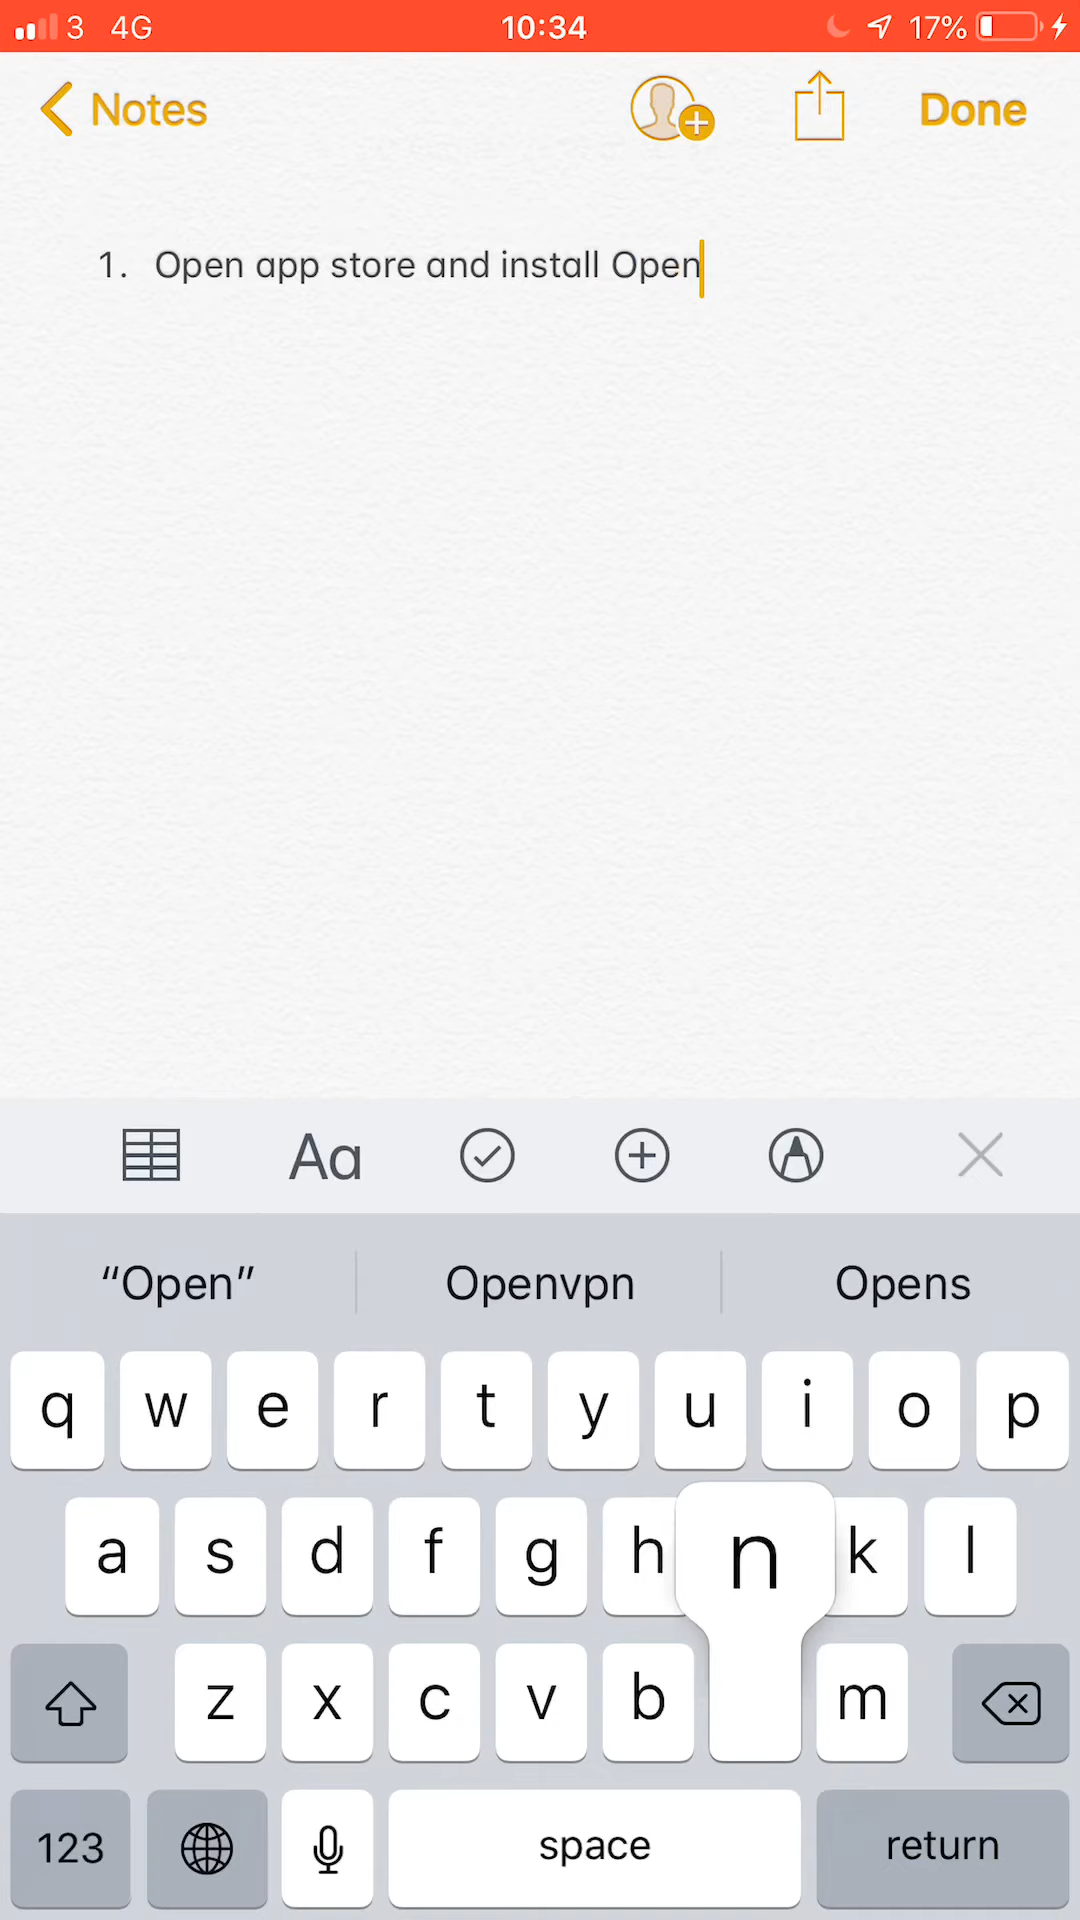 3 4G 10:34 17%
Notes Done
1. Open app store and install Open
Aa
“Open” Openvpn Opens
q w e r t y u i o p
a s d f g h n k l
z x c v b m
123 space return